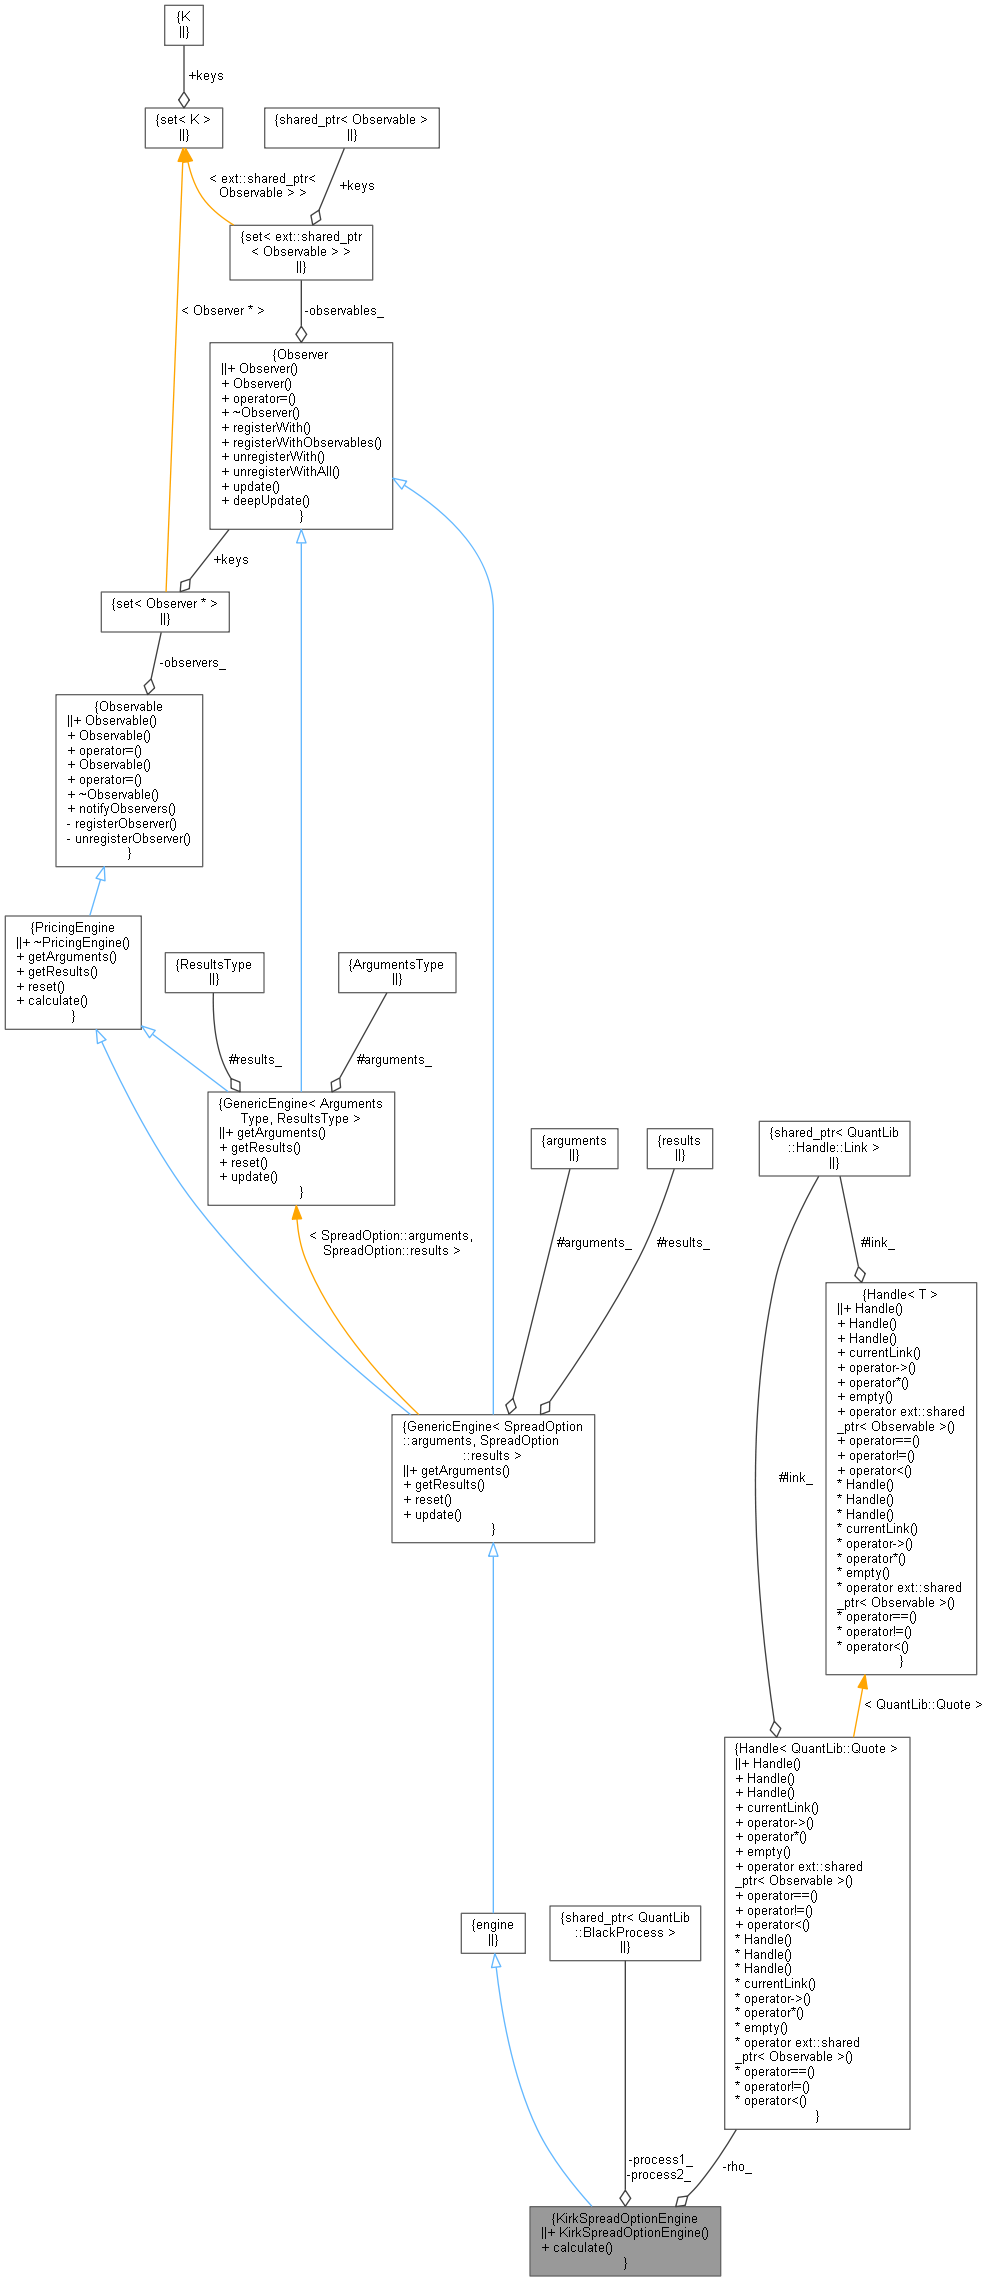 {K
||}
+keys
{set< K >
||}
{shared_ptr< Observable >
||}
< ext::shared_ptr<
Observable > >
+keys
{set< ext::shared_ptr
< Observable > >
||}
< Observer * >
-observables_
{Observer
||+ Observer()
+ Observer()
+ operator=()
+ ~Observer()
+ registerWith()
+ registerWithObservables()
+ unregisterWith()
+ unregisterWithAll()
+ update()
+ deepUpdate()
}
+keys
{set< Observer * >
||}
-observers_
{Observable
||+ Observable()
+ Observable()
+ operator=()
+ Observable()
+ operator=()
+ ~Observable()
+ notifyObservers()
- registerObserver()
- unregisterObserver()
}
{PricingEngine
||+ ~PricingEngine()
+ getArguments()
+ getResults()
+ reset()
+ calculate()
}
{ResultsType
||}
{ArgumentsType
||}
#results_
#arguments_
{GenericEngine< Arguments
Type, ResultsType >
||+ getArguments()
+ getResults()
+ reset()
+ update()
}
{arguments
||}
{results
||}
{shared_ptr< QuantLib
::Handle::Link >
||}
< SpreadOption::arguments,
SpreadOption::results >
#arguments_
#results_
#link_
{Handle< T >
||+ Handle()
+ Handle()
+ Handle()
+ currentLink()
+ operator->()
+ operator*()
+ empty()
+ operator ext::shared
_ptr< Observable >()
+ operator==()
+ operator!=()
+ operator<()
* Handle()
* Handle()
* Handle()
* currentLink()
* operator->()
* operator*()
* empty()
* operator ext::shared
_ptr< Observable >()
* operator==()
* operator!=()
* operator<()
}
{GenericEngine< SpreadOption
::arguments, SpreadOption
::results >
||+ getArguments()
+ getResults()
+ reset()
+ update()
}
#link_
< QuantLib::Quote >
{Handle< QuantLib::Quote >
||+ Handle()
+ Handle()
+ Handle()
+ currentLink()
+ operator->()
+ operator*()
+ empty()
+ operator ext::shared
_ptr< Observable >()
+ operator==()
+ operator!=()
+ operator<()
* Handle()
* Handle()
* Handle()
* currentLink()
* operator->()
* operator*()
* empty()
* operator ext::shared
_ptr< Observable >()
* operator==()
* operator!=()
* operator<()
}
{engine
||}
{shared_ptr< QuantLib
::BlackProcess >
||}
-process1_
-process2_
-rho_
{KirkSpreadOptionEngine
||+ KirkSpreadOptionEngine()
+ calculate()
}